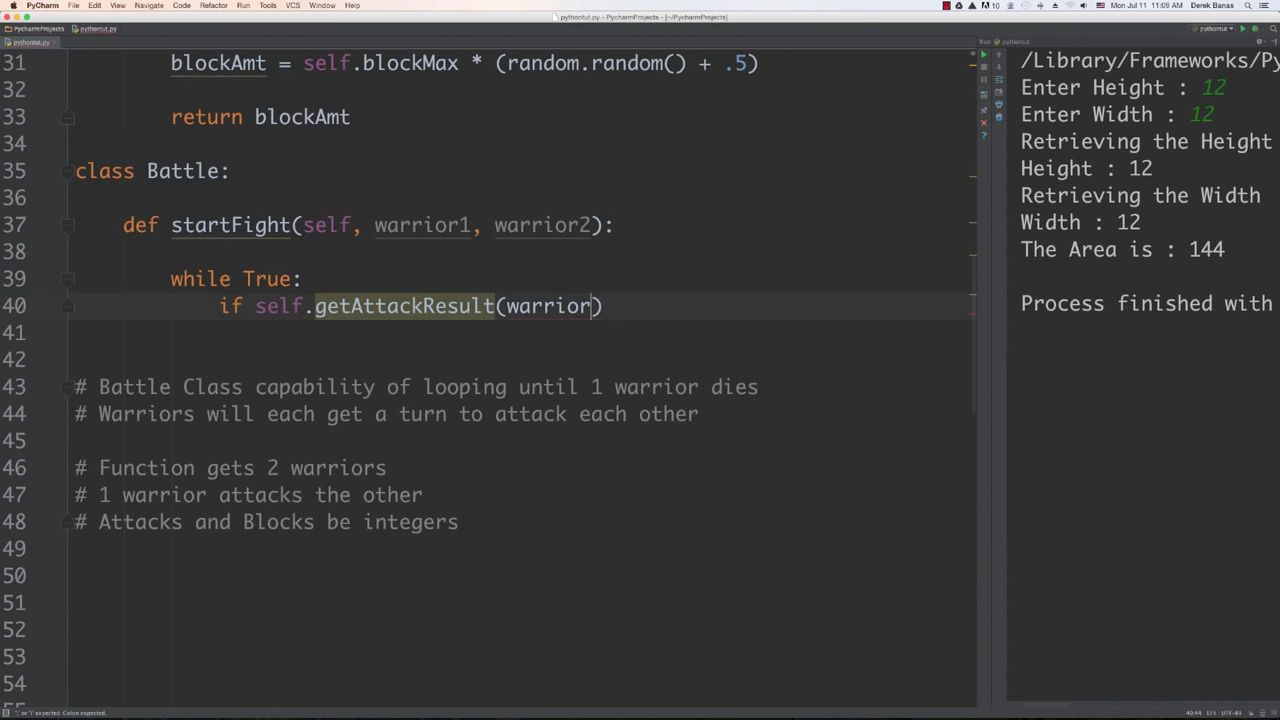 PyCharm File Edit View Navigate Code Refactor Run Tools VCS Window Help
10 Mon Jul 11 11:09 AM Derek Banas
pythontut.py - PycharmProjects - [~/PycharmProjects]
PycharmProjects pythontut.py
pythontut
pythontut.py
Run: pythontut
31 blockAmt = self.blockMax * (random.random() + .5)
32
33 return blockAmt
34
35 class Battle:
36
37 def startFight(self, warrior1, warrior2):
38
39 while True:
40 if self.getAttackResult(warrior)
41
42
43 # Battle Class capability of looping until 1 warrior dies
44 # Warriors will each get a turn to attack each other
45
46 # Function gets 2 warriors
47 # 1 warrior attacks the other
48 # Attacks and Blocks be integers
49
50
51
52
53
54
/Library/Frameworks/Py
Enter Height : 12
Enter Width : 12
Retrieving the Height
Height : 12
Retrieving the Width
Width : 12
The Area is : 144
Process finished with
',' or ')' expected. Colon expected.
40:44 LF UTF-8